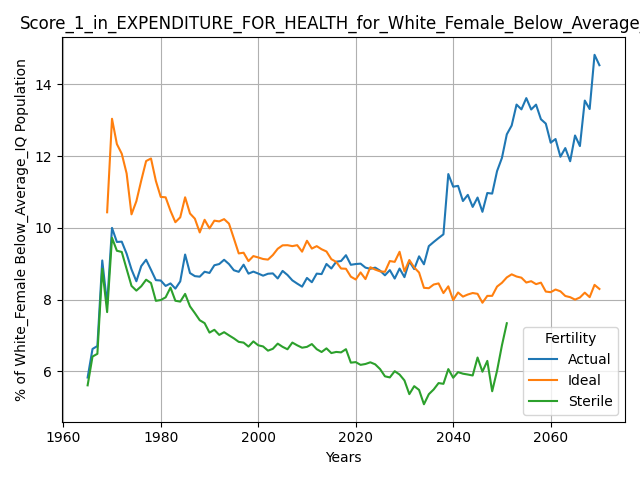 Score_1_in_EXPENDITURE_FOR_HEALTH_for_White_Female_Below_Average_
% of White_Female Below_Average_IQ Population
14
12
10
8
6
1960
1980
2000
2020
2040
2060
Years
Fertility
Actual
Ideal
Sterile